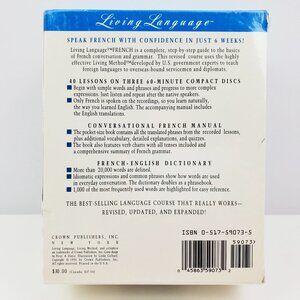 Living Language™
SPEAK FRENCH WITH CONFIDENCE IN JUST 6 WEEKS!
Living Language™FRENCH is a complete, step-by-step guide to the basics
of French conversation and grammar. This revised course uses the highly
effective Living Method™developed by U.S. government experts to teach
foreign languages to overseas-bound servicemen and diplomats.
40 LESSONS ON THREE 60-MINUTE COMPACT DISCS
■ Begin with simple words and phrases and progress to more complex
expressions. Just listen and repeat after the native speakers.
■ Only French is spoken on the recordings, so you learn naturally,
the way you learned English. The accompanying manual includes
the English translations.
CONVERSATIONAL FRENCH MANUAL
■ The pocket-size book contains all the translated phrases from the recorded lessons,
plus additional vocabulary, detailed explanations, and quizzes.
■ The book also features verb charts with all tenses included and
a comprehensive summary of French grammar.
FRENCH-ENGLISH DICTIONARY
■ More than 20,000 words are defined.
■ Idiomatic expressions and common phrases show how words are used
in everyday conversation. The dictionary doubles as a phrasebook.
■ 1,000 of the most frequently used words are highlighted for easy reference.
THE BEST-SELLING LANGUAGE COURSE THAT REALLY WORKS—
REVISED, UPDATED, AND EXPANDED!
CROWN PUBLISHERS, INC.
NEW YORK
ISBN 0-517-59073-5
59073
$30.00